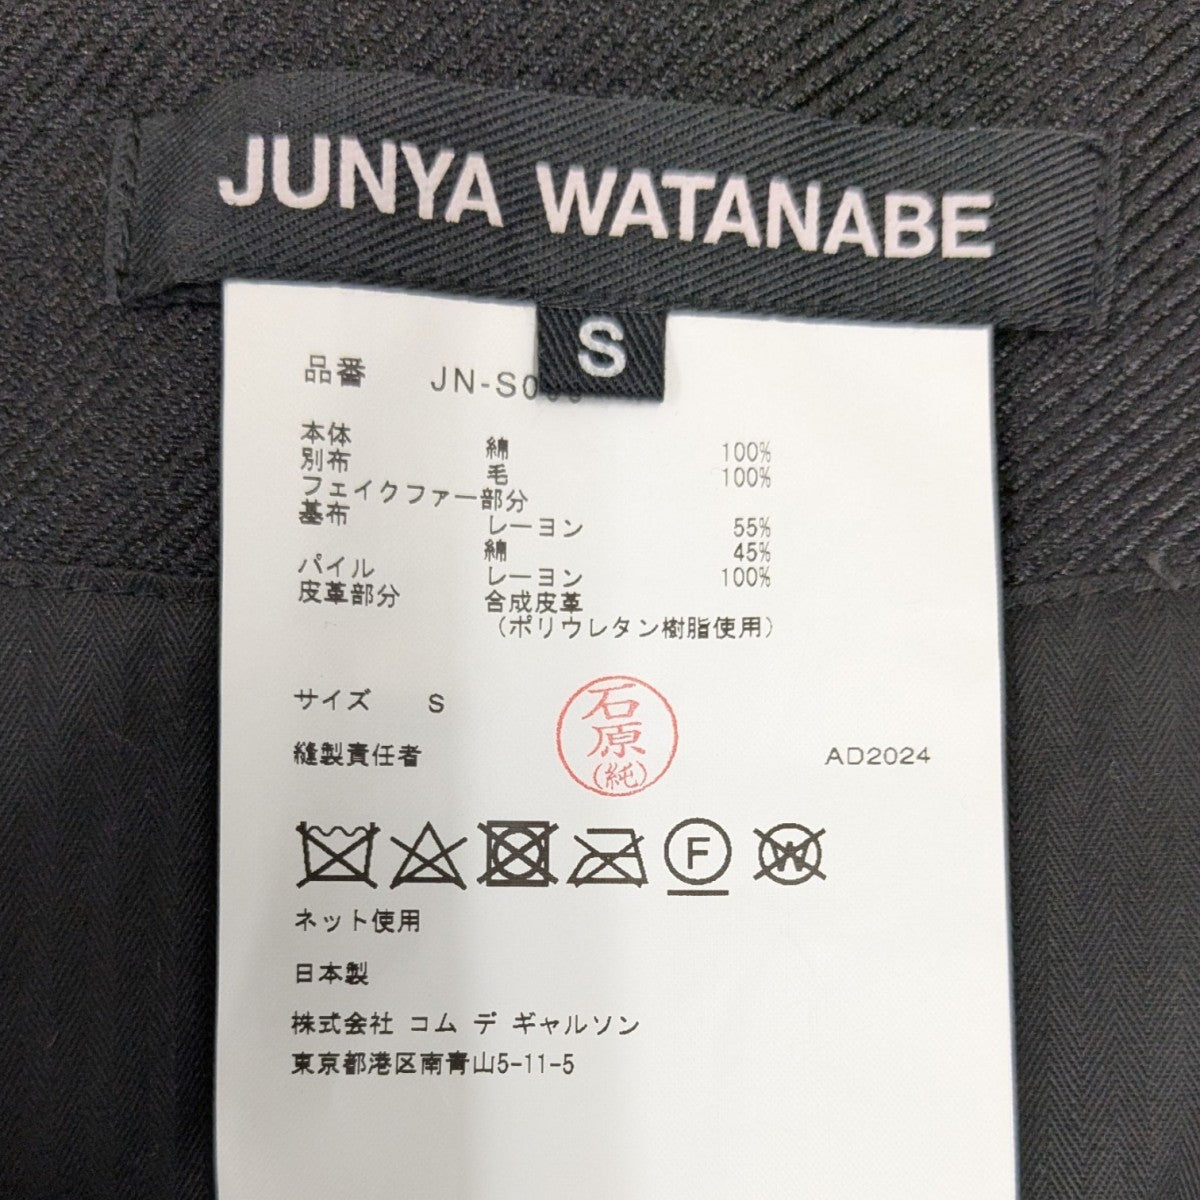 JUNYA WATANABE
S
品番 JN-S0
本体 綿 100%
別布 毛 100%
フェイクファー部分
基布 レーヨン 55%
綿 45%
パイル レーヨン 100%
皮革部分 合成皮革
(ポリウレタン樹脂使用)
サイズ S
石原(純)
縫製責任者 AD2024
F W
ネット使用
日本製
株式会社 コム デ ギャルソン
東京都港区南青山5-11-5